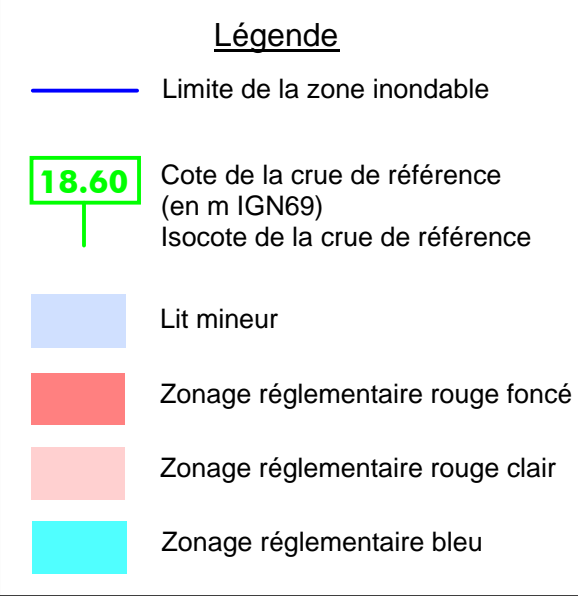 Légende
Limite de la zone inondable
18.60
Cote de la crue de référence
(en m IGN69)
Isocote de la crue de référence
Lit mineur
Zonage réglementaire rouge foncé
Zonage réglementaire rouge clair
Zonage réglementaire bleu